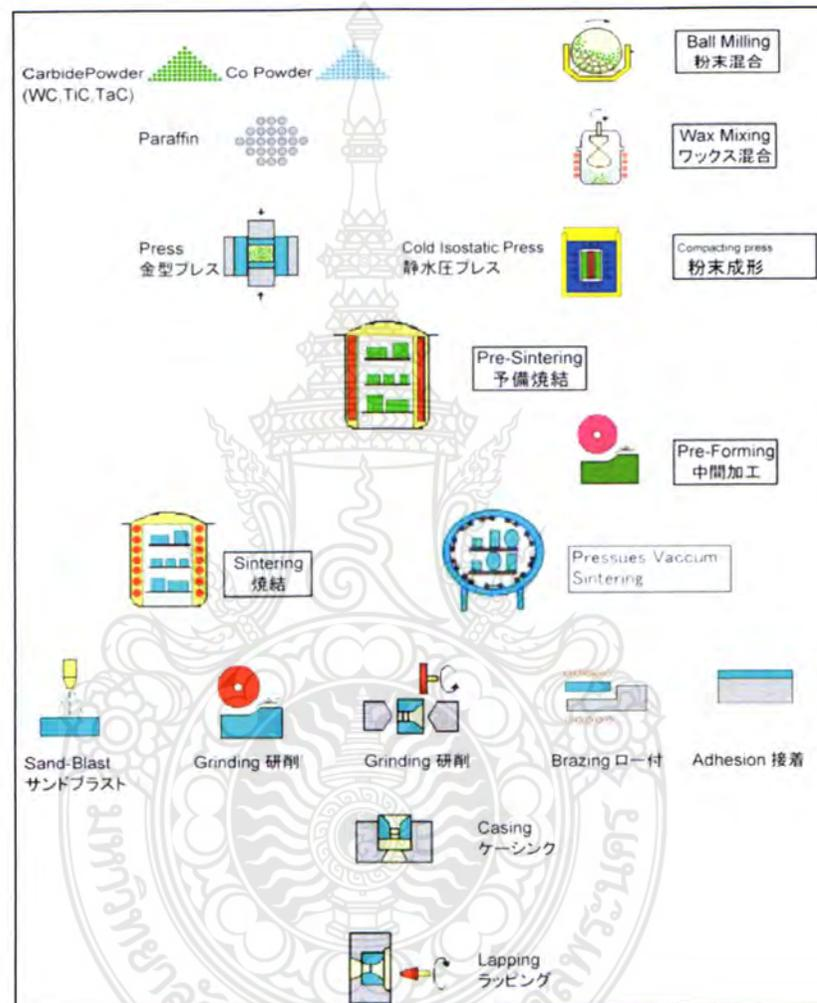 CarbidePowder Co Powder
(WC,TiC,TaC)
Ball Milling
粉末混合
Paraffin
Wax Mixing
ワックス混合
Press
金型プレス
Cold Isostatic Press
静水圧プレス
Compacting press
粉末成形
Pre-Sintering
予備焼結
Pre-Forming
中間加工
Sintering
焼結
Pressues Vaccum
Sintering
Sand-Blast
サンドブラスト
Grinding 研削
Grinding 研削
Brazing ロー付
Adhesion 接着
Casing
ケーシンク
Lapping
ラッピング